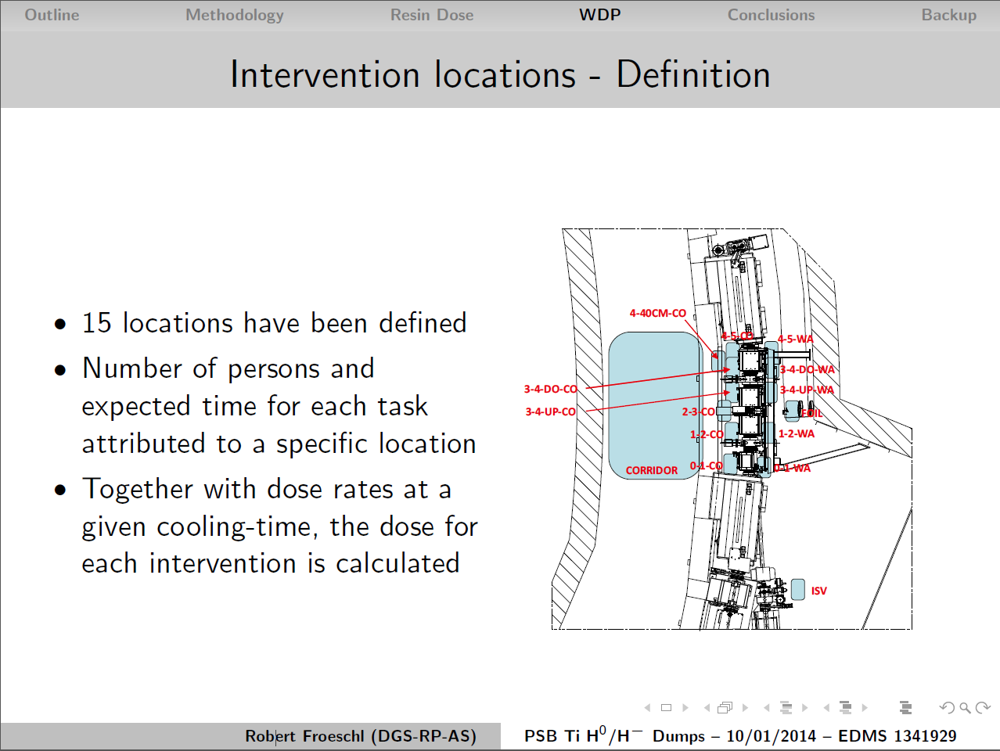 Outline Methodology Resin Dose WDP Conclusions Backup
Intervention locations - Definition
• 15 locations have been defined
• Number of persons and
expected time for each task
attributed to a specific location
• Together with dose rates at a
given cooling-time, the dose for
each intervention is calculated
4-40CM-CO
4-5-CO
4-5-WA
3-4-DO-WA
3-4-DO-CO
3-4-UP-WA
3-4-UP-CO
2-3-CO
FOIL
1-2-CO
1-2-WA
0-1-CO
0-1-WA
CORRIDOR
ISV
Robert Froeschl (DGS-RP-AS) PSB Ti H⁰/H⁻ Dumps – 10/01/2014 – EDMS 1341929